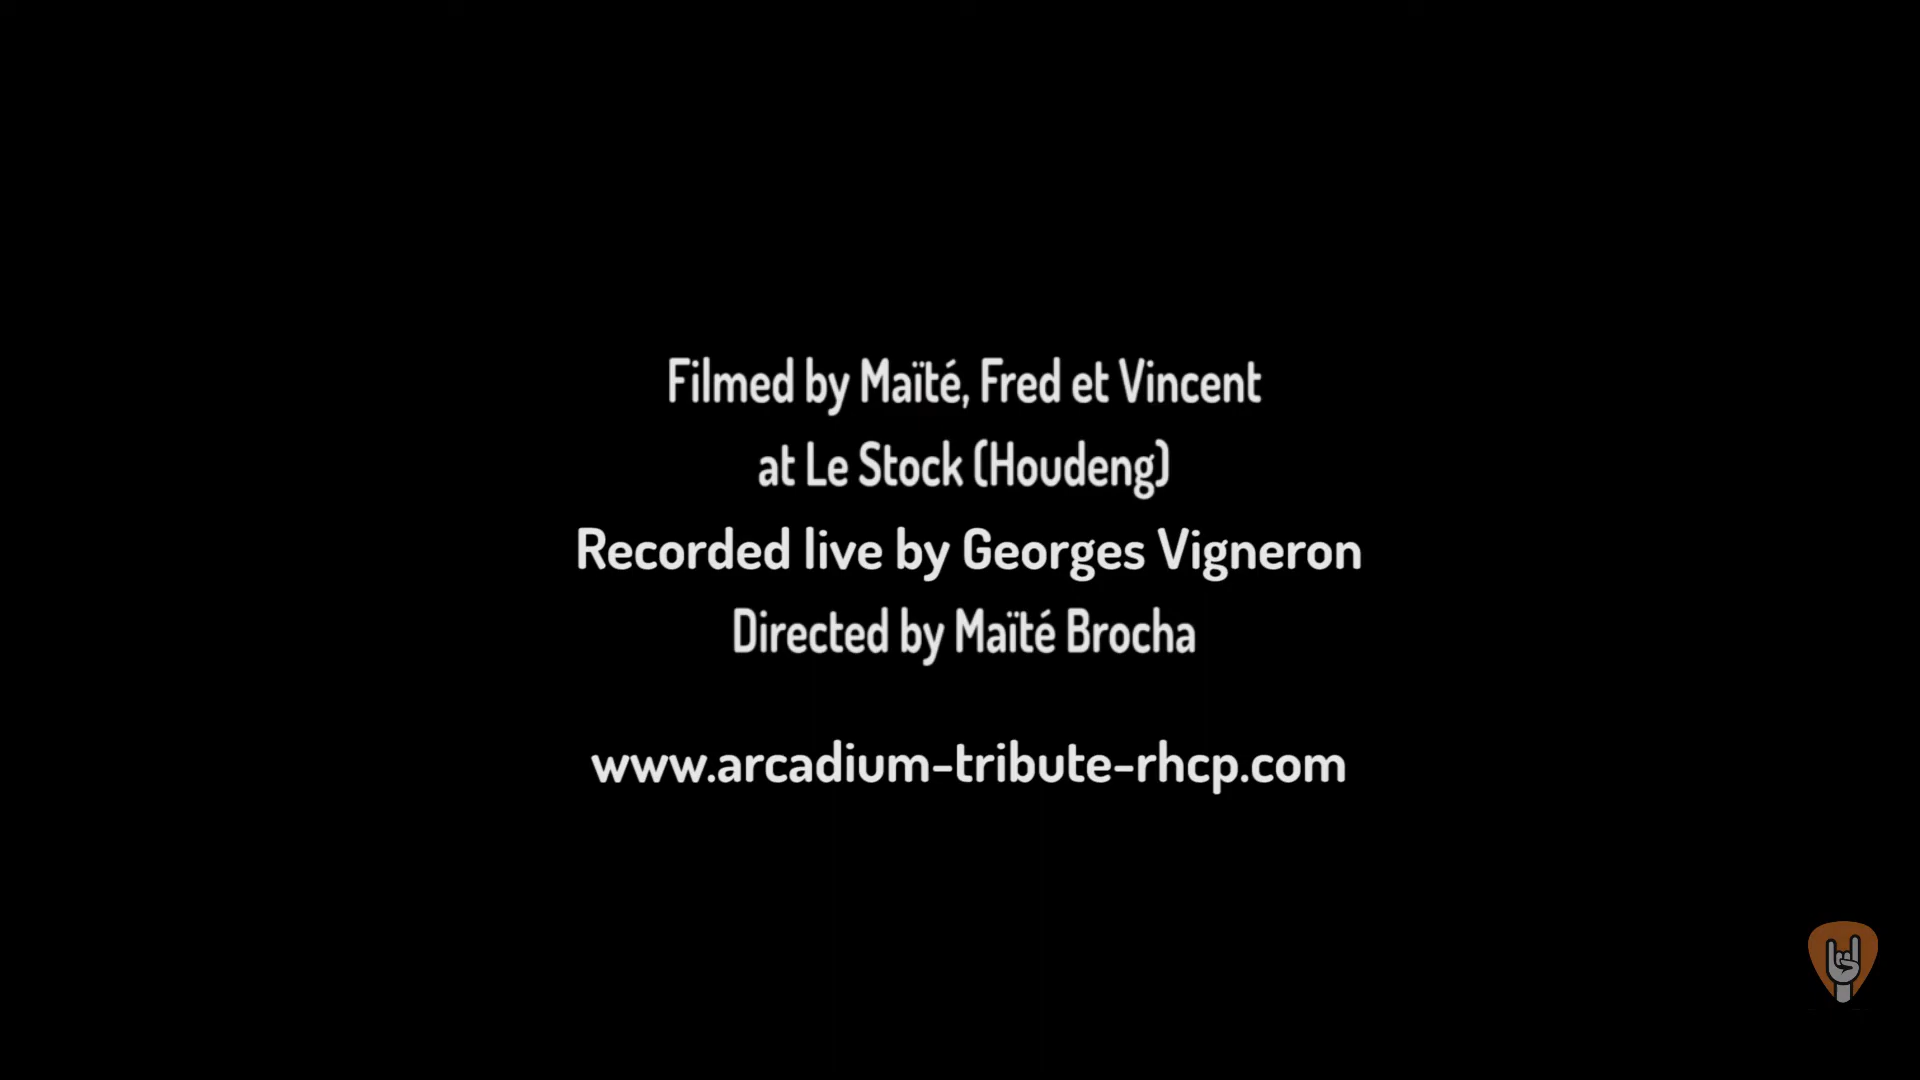 Filmed by Maïté, Fred et Vincent
at Le Stock (Houdeng)
Recorded live by Georges Vigneron
Directed by Maïté Brocha
www.arcadium-tribute-rhcp.com